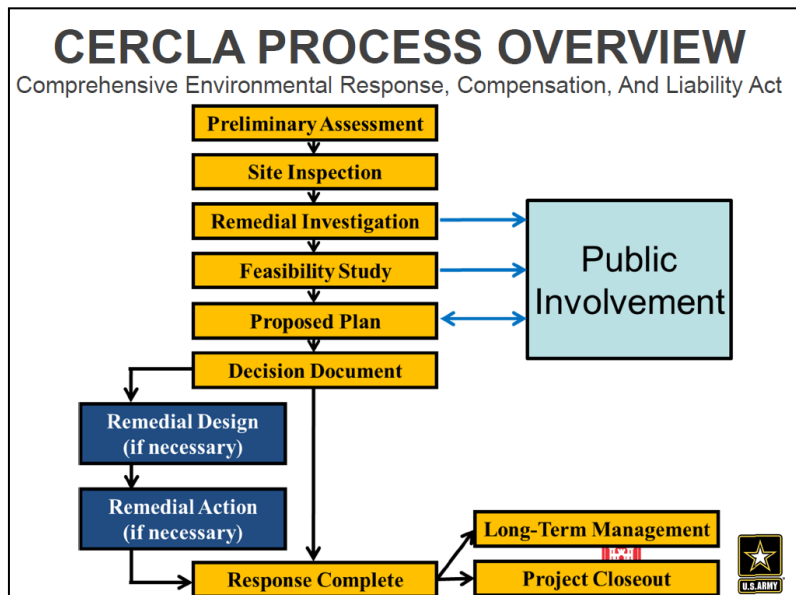 CERCLA PROCESS OVERVIEW
Comprehensive Environmental Response, Compensation, And Liability Act
Preliminary Assessment
Site Inspection
Remedial Investigation
Feasibility Study
Proposed Plan
Public
Involvement
Decision Document
Remedial Design
(if necessary)
Remedial Action
(if necessary)
Response Complete
Long-Term Management
Project Closeout
U.S.ARMY